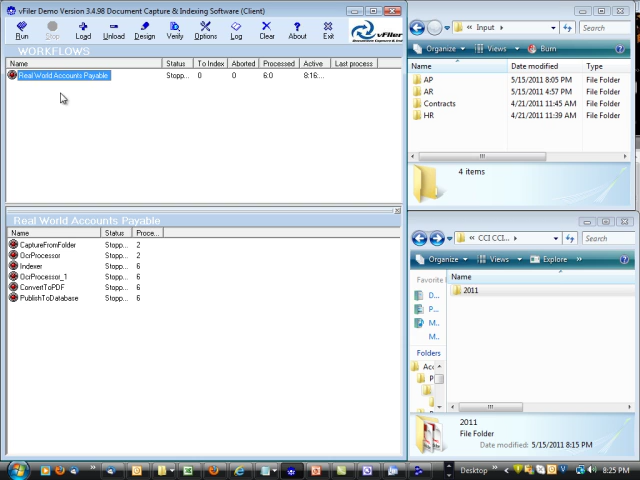 vFiler Demo Version 3.4.98 Document Capture & Indexing Software (Client)
Run Stop Load Unload Design Verify Options Log Clear About Exit
vFiler
WORKFLOWS
Name Status To Index Aborted Processed Active Last process
Real World Accounts Payable Stopp... 0 0 6:0 8:16:...
Real World Accounts Payable
Name Status Proce...
CaptureFromFolder Stopp... 2
OcrProcessor Stopp... 2
Indexer Stopp... 6
OcrProcessor_1 Stopp... 6
ConvertToPDF Stopp... 6
PublishToDatabase Stopp... 6
« Input Search
Organize Views Burn »
Name Date modified Type
AP 5/15/2011 8:05 PM File Folder
AR 5/15/2011 4:57 PM File Folder
Contracts 4/21/2011 11:45 AM File Folder
HR 4/21/2011 11:39 AM File Folder
4 items
« CCI CCI... Search
Organize Views Explore »
Favorite
D...
P...
M...
M...
Folders
Acc
P
Name
2011
2011
File Folder
Date modified: 5/15/2011 8:15 PM
Desktop » 8:25 PM